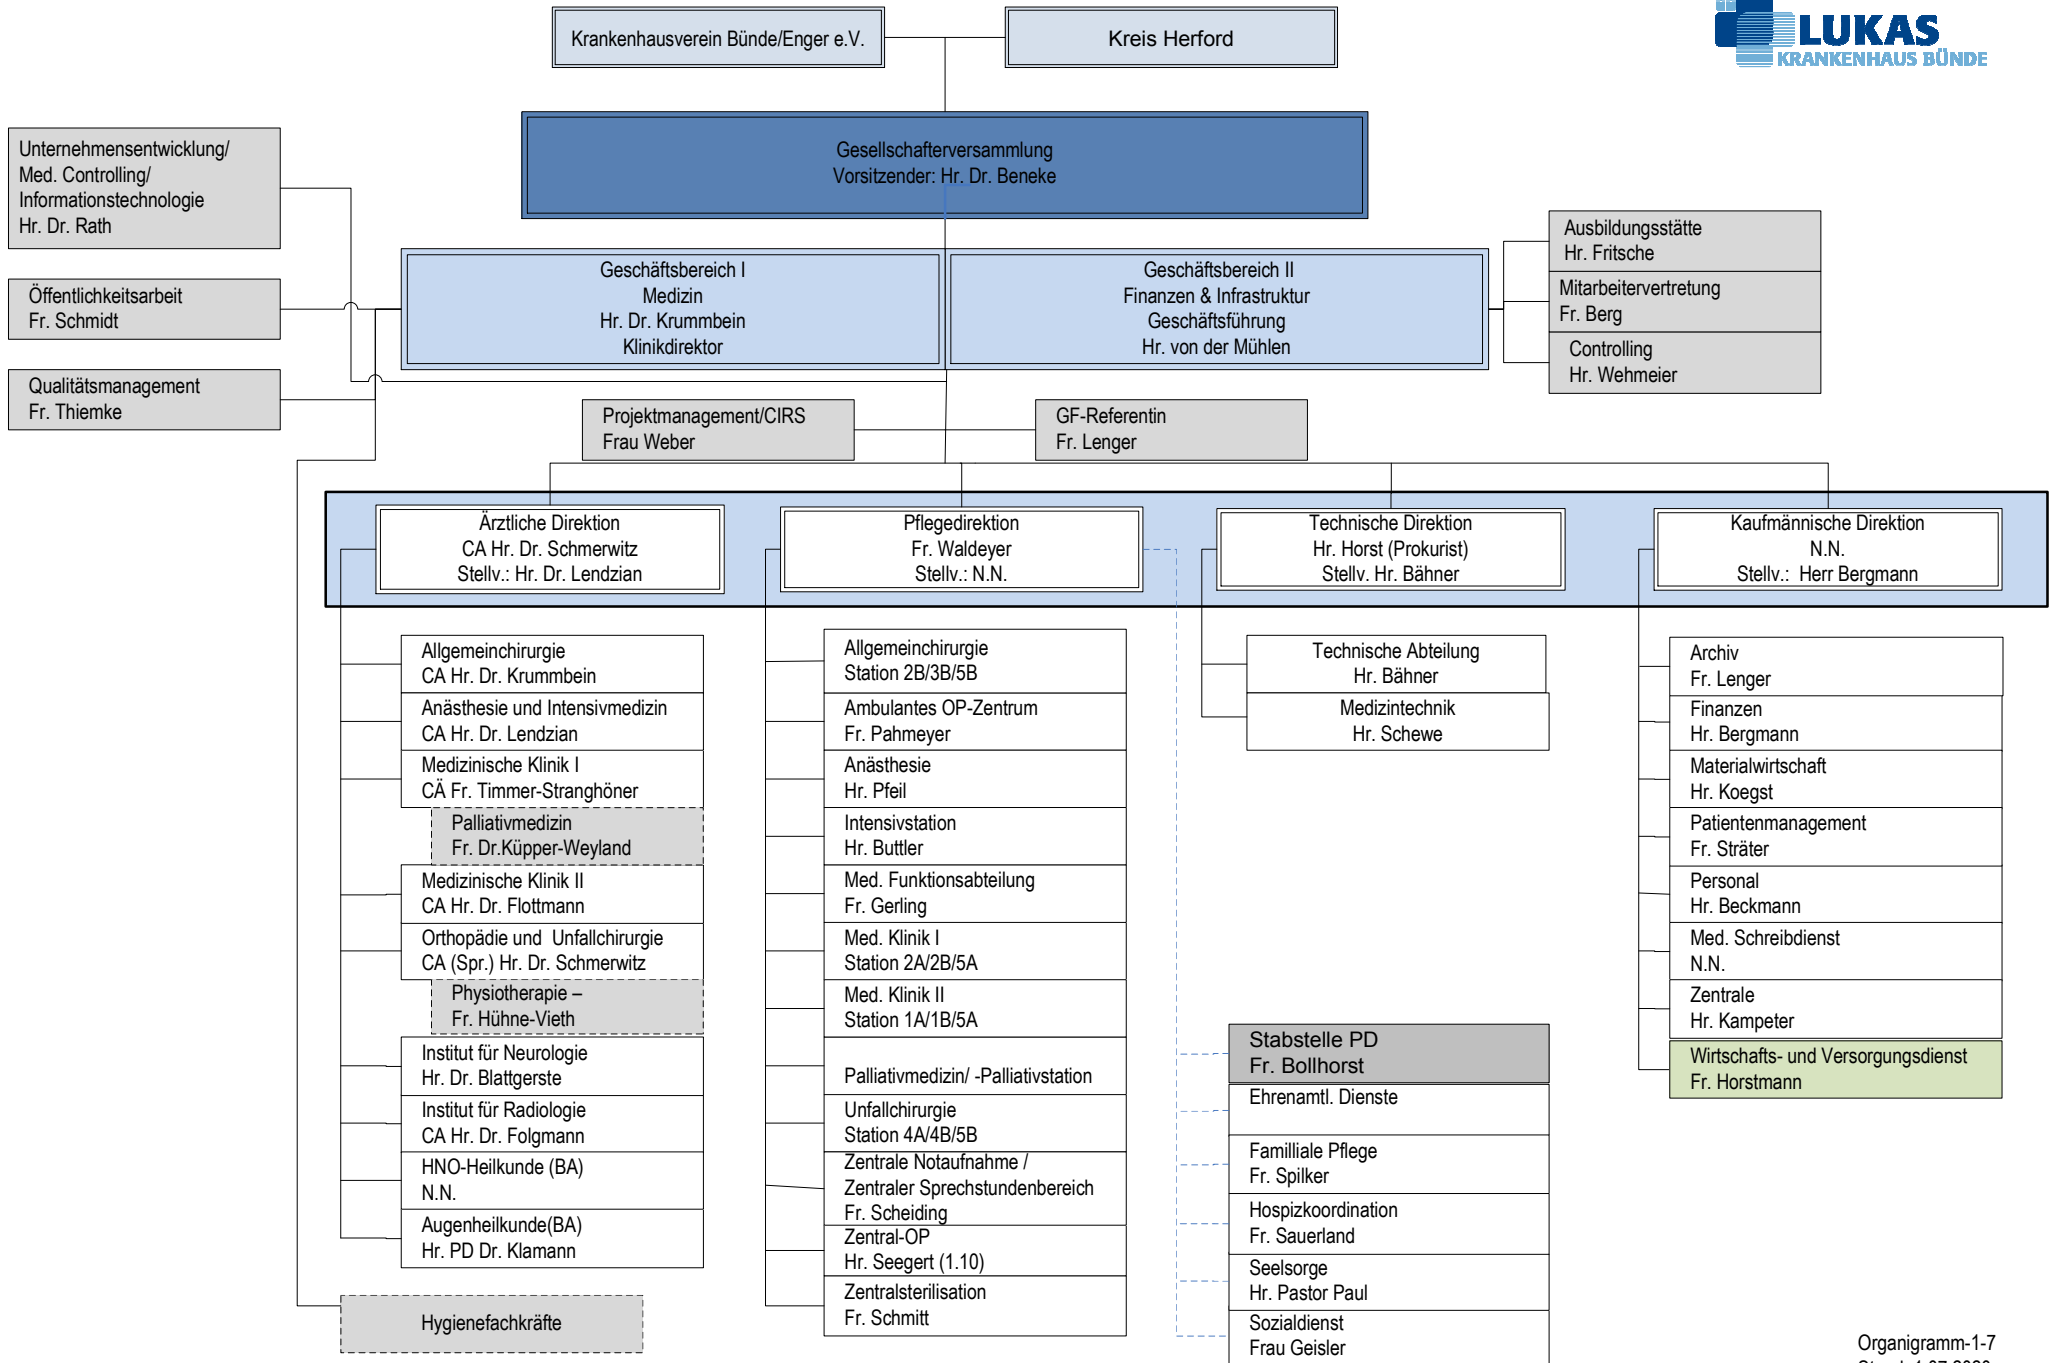 Krankenhausverein Bünde/Enger e.V.
Kreis Herford
LUKAS
KRANKENHAUS BÜNDE
Gesellschafterversammlung
Vorsitzender: Hr. Dr. Beneke
Unternehmensentwicklung/
Med. Controlling/
Informationstechnologie
Hr. Dr. Rath
Öffentlichkeitsarbeit
Fr. Schmidt
Qualitätsmanagement
Fr. Thiemke
Geschäftsbereich I
Medizin
Hr. Dr. Krummbein
Klinikdirektor
Geschäftsbereich II
Finanzen & Infrastruktur
Geschäftsführung
Hr. von der Mühlen
Ausbildungsstätte
Hr. Fritsche
Mitarbeitervertretung
Fr. Berg
Controlling
Hr. Wehmeier
Projektmanagement/CIRS
Frau Weber
GF-Referentin
Fr. Lenger
Ärztliche Direktion
CA Hr. Dr. Schmerwitz
Stellv.: Hr. Dr. Lendzian
Pflegedirektion
Fr. Waldeyer
Stellv.: N.N.
Technische Direktion
Hr. Horst (Prokurist)
Stellv. Hr. Bähner
Kaufmännische Direktion
N.N.
Stellv.: Herr Bergmann
Allgemeinchirurgie
CA Hr. Dr. Krummbein
Anästhesie und Intensivmedizin
CA Hr. Dr. Lendzian
Medizinische Klinik I
CÄ Fr. Timmer-Stranghöner
Palliativmedizin
Fr. Dr.Küpper-Weyland
Medizinische Klinik II
CA Hr. Dr. Flottmann
Orthopädie und Unfallchirurgie
CA (Spr.) Hr. Dr. Schmerwitz
Physiotherapie –
Fr. Hühne-Vieth
Institut für Neurologie
Hr. Dr. Blattgerste
Institut für Radiologie
CA Hr. Dr. Folgmann
HNO-Heilkunde (BA)
N.N.
Augenheilkunde(BA)
Hr. PD Dr. Klamann
Hygienefachkräfte
Allgemeinchirurgie
Station 2B/3B/5B
Ambulantes OP-Zentrum
Fr. Pahmeyer
Anästhesie
Hr. Pfeil
Intensivstation
Hr. Buttler
Med. Funktionsabteilung
Fr. Gerling
Med. Klinik I
Station 2A/2B/5A
Med. Klinik II
Station 1A/1B/5A
Palliativmedizin/ -Palliativstation
Unfallchirurgie
Station 4A/4B/5B
Zentrale Notaufnahme /
Zentraler Sprechstundenbereich
Fr. Scheiding
Zentral-OP
Hr. Seegert (1.10)
Zentralsterilisation
Fr. Schmitt
Technische Abteilung
Hr. Bähner
Medizintechnik
Hr. Schewe
Stabstelle PD
Fr. Bollhorst
Ehrenamtl. Dienste
Familiale Pflege
Fr. Spilker
Hospizkoordination
Fr. Sauerland
Seelsorge
Hr. Pastor Paul
Sozialdienst
Frau Geisler
Archiv
Fr. Lenger
Finanzen
Hr. Bergmann
Materialwirtschaft
Hr. Koegst
Patientenmanagement
Fr. Sträter
Personal
Hr. Beckmann
Med. Schreibdienst
N.N.
Zentrale
Hr. Kampeter
Wirtschafts- und Versorgungsdienst
Fr. Horstmann
Organigramm-1-7